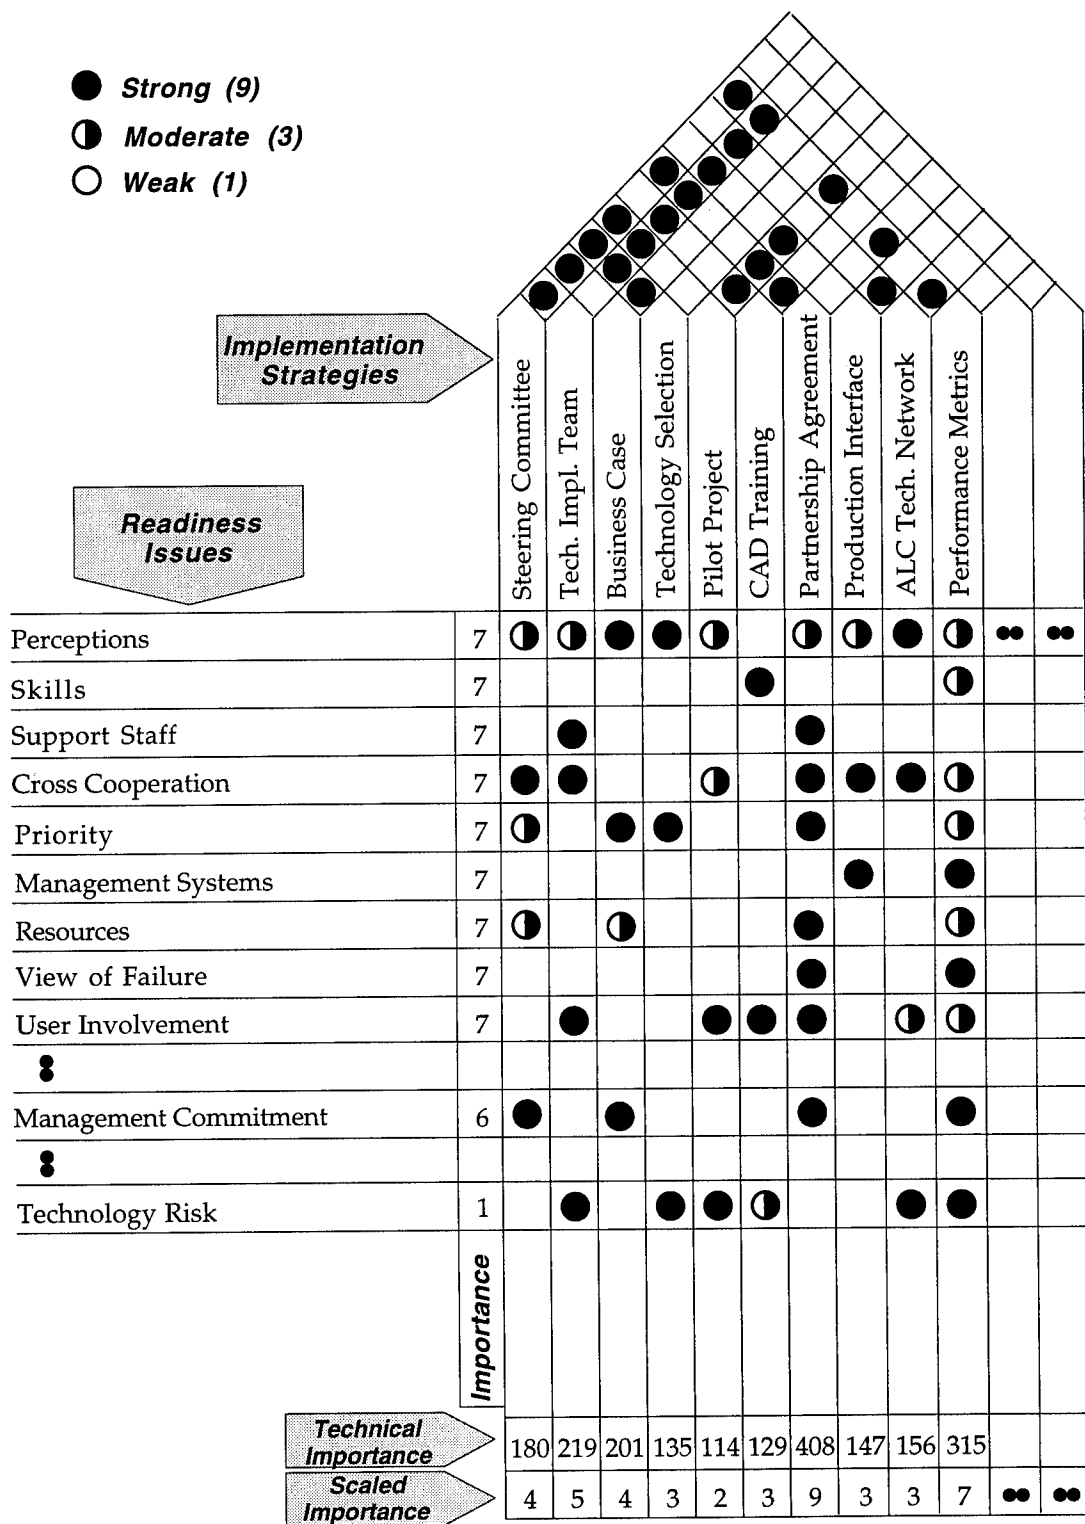 Strong (9)
Moderate (3)
Weak (1)
Implementation
Strategies
Readiness
Issues
Steering Committee
Tech. Impl. Team
Business Case
Technology Selection
Pilot Project
CAD Training
Partnership Agreement
Production Interface
ALC Tech. Network
Performance Metrics
Perceptions 7
Skills 7
Support Staff 7
Cross Cooperation 7
Priority 7
Management Systems 7
Resources 7
View of Failure 7
User Involvement 7
Management Commitment 6
Technology Risk 1
Importance
Technical
Importance
180 219 201 135 114 129 408 147 156 315
Scaled
Importance
4 5 4 3 2 3 9 3 3 7